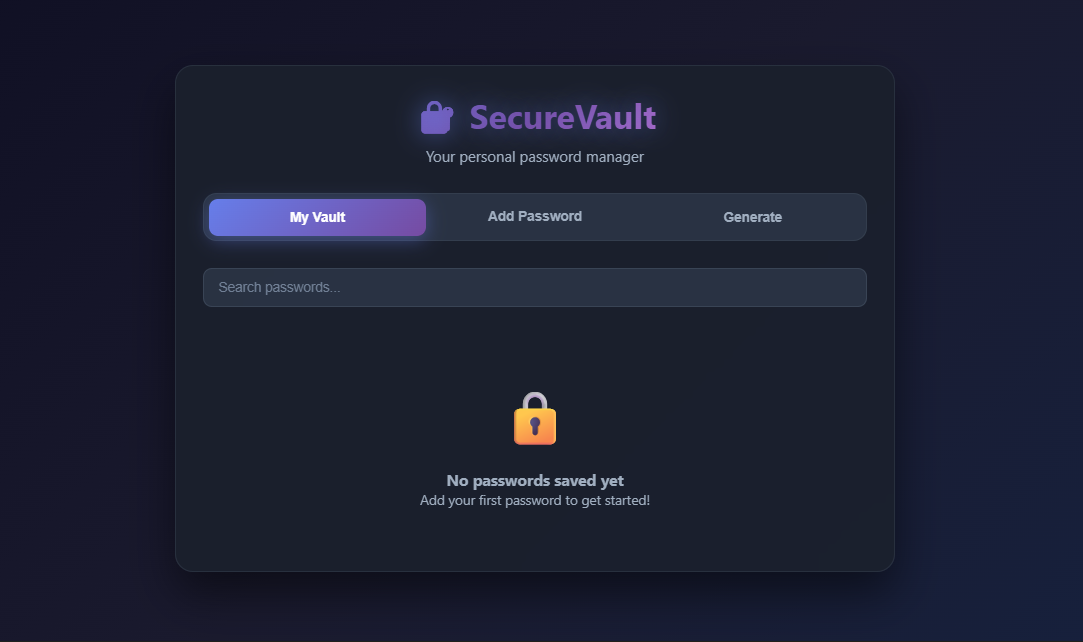 SecureVault
Your personal password manager
My Vault
Add Password
Generate
Search passwords...
No passwords saved yet
Add your first password to get started!